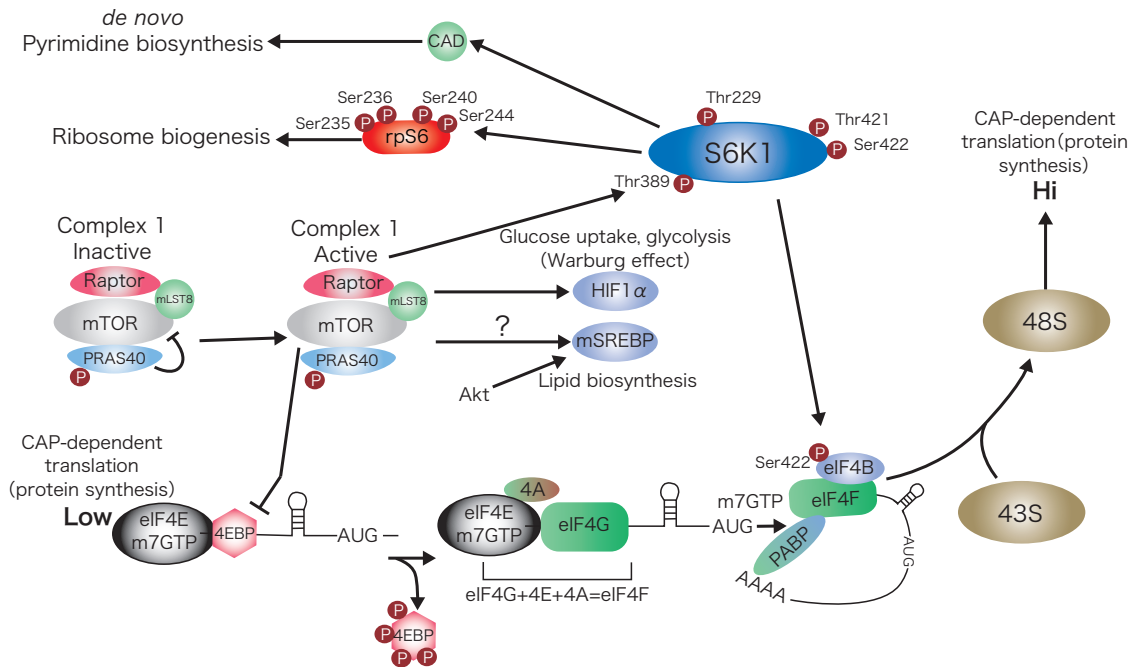 de novo
Pyrimidine biosynthesis
CAD
Ser236
Ser240
Ser235
Ser244
P
P
P
P
rpS6
Ribosome biogenesis
Thr229
P
Thr421
P
Ser422
P
S6K1
Thr389
P
CAP-dependent
translation(protein
synthesis)
Hi
Complex 1
Inactive
Raptor
mLST8
mTOR
PRAS40
P
Complex 1
Active
Raptor
mLST8
mTOR
PRAS40
P
Glucose uptake, glycolysis
(Warburg effect)
HIF1α
?
mSREBP
Akt
Lipid biosynthesis
48S
CAP-dependent
translation
(protein synthesis)
Low
eIF4E
m7GTP
4EBP
AUG
4A
eIF4E
m7GTP
eIF4G
AUG
eIF4G+4E+4A=eIF4F
P
P
4EBP
P
P
Ser422
P
eIF4B
m7GTP
eIF4F
PABP
AUG
AAAA
43S